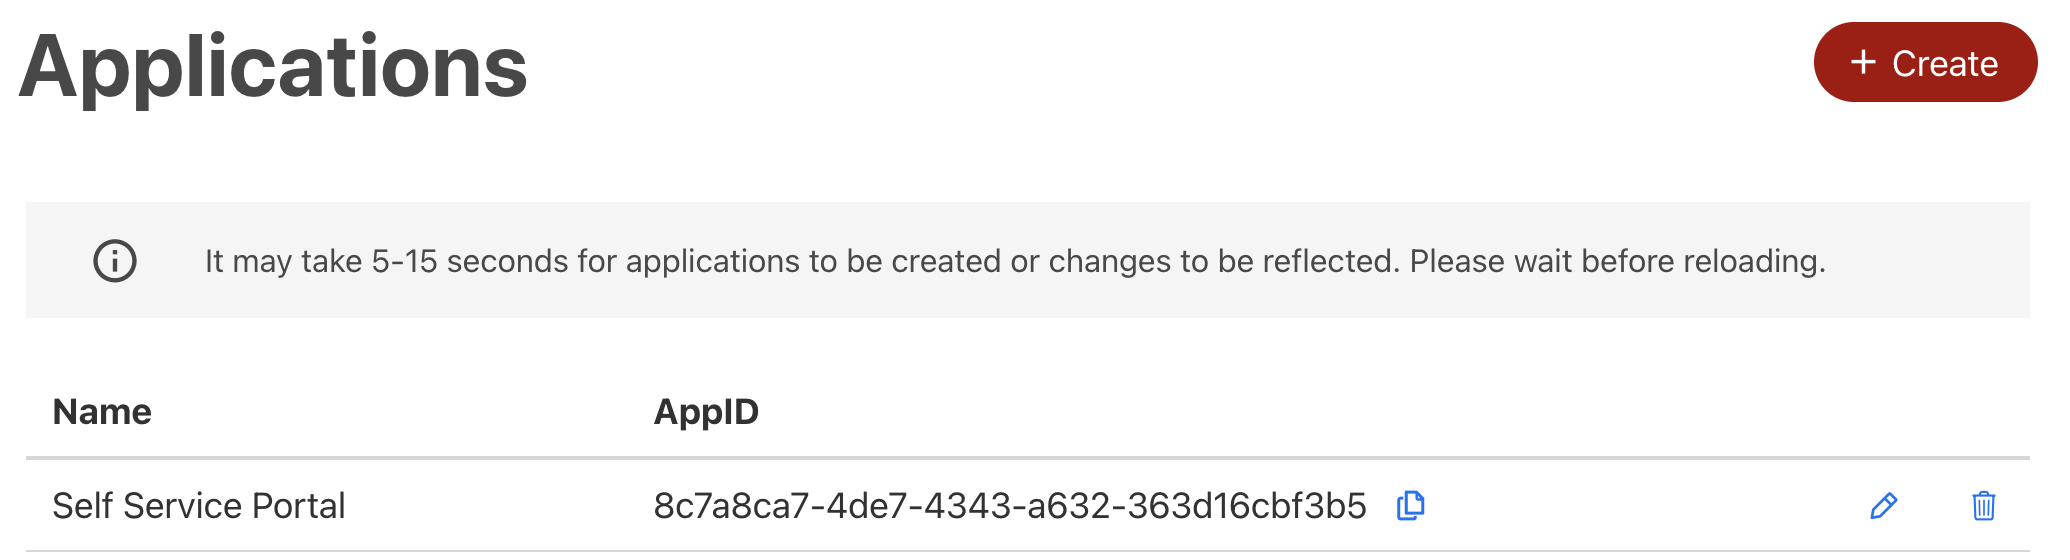 Applications
+ Create
It may take 5-15 seconds for applications to be created or changes to be reflected. Please wait before reloading.
Name AppID
Self Service Portal 8c7a8ca7-4de7-4343-a632-363d16cbf3b5